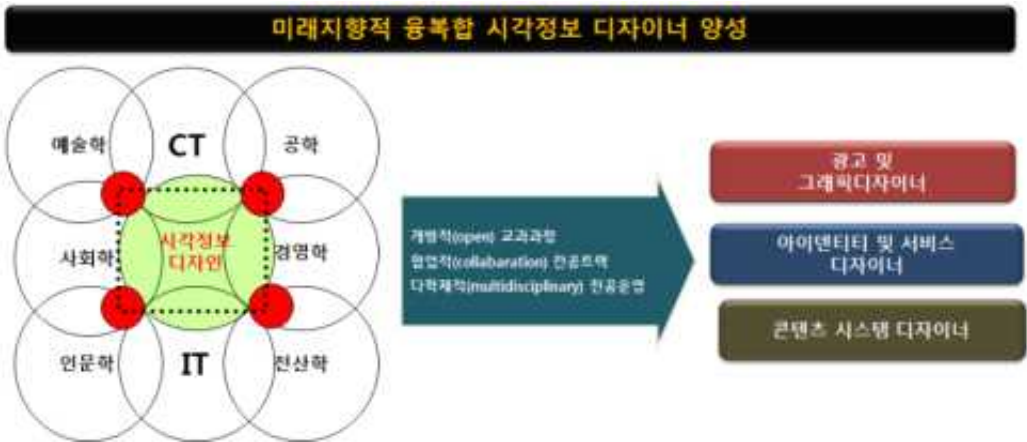 미래지향적 융복합 시각정보 디자이너 양성
예술학
CT
공학
사회학
시각정보
디자인
경영학
인문학
IT
전산학
개방적(open) 교과과정
협업적(collabaration) 전공트랙
다학제적(multidisciplinary) 전공운영
광고 및
그래픽디자이너
아이덴티티 및 서비스
디자이너
콘텐츠 시스템 디자이너